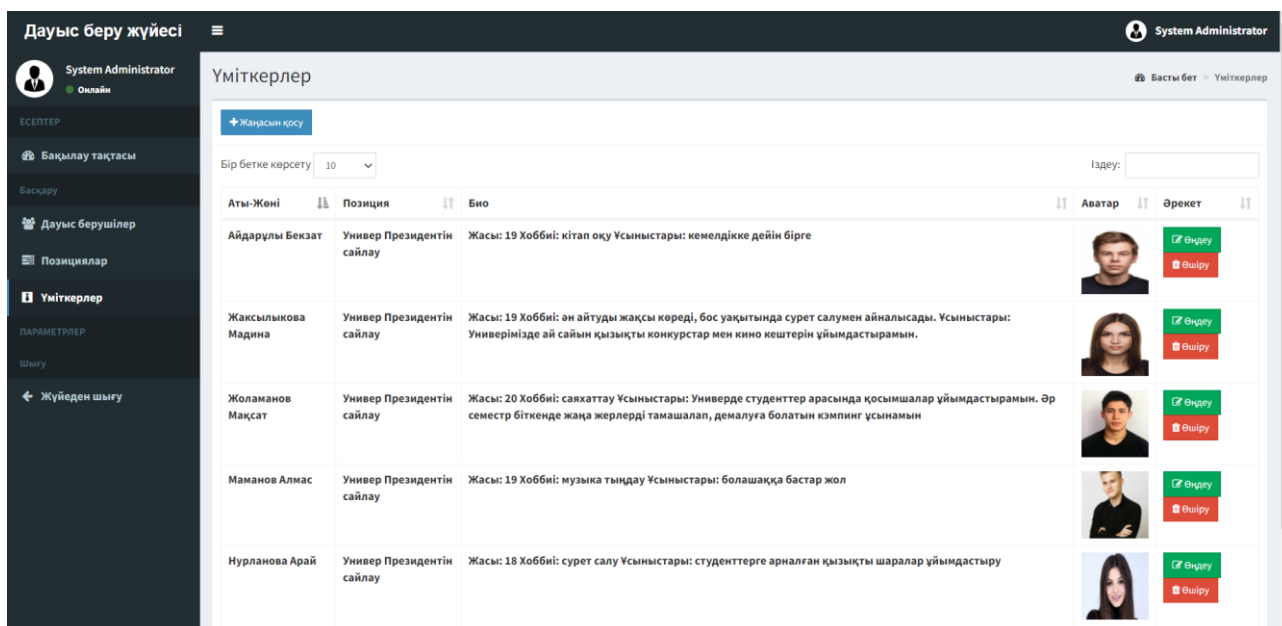 Дауыс беру жүйесі
System Administrator
System Administrator
Онлайн
ЕСЕПТЕР
Бақылау тақтасы
Басқару
Дауыс берушілер
Позициялар
Үміткерлер
ПАРАМЕТРЛЕР
Шығу
Жүйеден шығу
Үміткерлер
Басты бет > Үміткерлер
+Жаңасын қосу
Бір бетке көрсету 10
Іздеу:
Аты-Жөні Позиция Био Аватар Әрекет
Айдарұлы Бекзат
Универ Президентін
сайлау
Жасы: 19 Хоббиі: кітап оқу Ұсыныстары: кемелдікке дейін бірге
Өңдеу
Өшіру
Жаксылыкова
Мадина
Универ Президентін
сайлау
Жасы: 19 Хоббиі: ән айтуды жақсы көреді, бос уақытында сурет салумен айналысады. Ұсыныстары:
Универімізде ай сайын қызықты конкурстар мен кино кештерін ұйымдастырамын.
Өңдеу
Өшіру
Жоламанов
Мақсат
Универ Президентін
сайлау
Жасы: 20 Хоббиі: саяхаттау Ұсыныстары: Универде студенттер арасында қосымшалар ұйымдастырамын. Әр
семестр біткенде жаңа жерлерді тамашалап, демалуға болатын кэмпинг ұсынамын
Өңдеу
Өшіру
Маманов Алмас
Универ Президентін
сайлау
Жасы: 19 Хоббиі: музыка тыңдау Ұсыныстары: болашаққа бастар жол
Өңдеу
Өшіру
Нурланова Арай
Универ Президентін
сайлау
Жасы: 18 Хоббиі: сурет салу Ұсыныстары: студенттерге арналған қызықты шаралар ұйымдастыру
Өңдеу
Өшіру